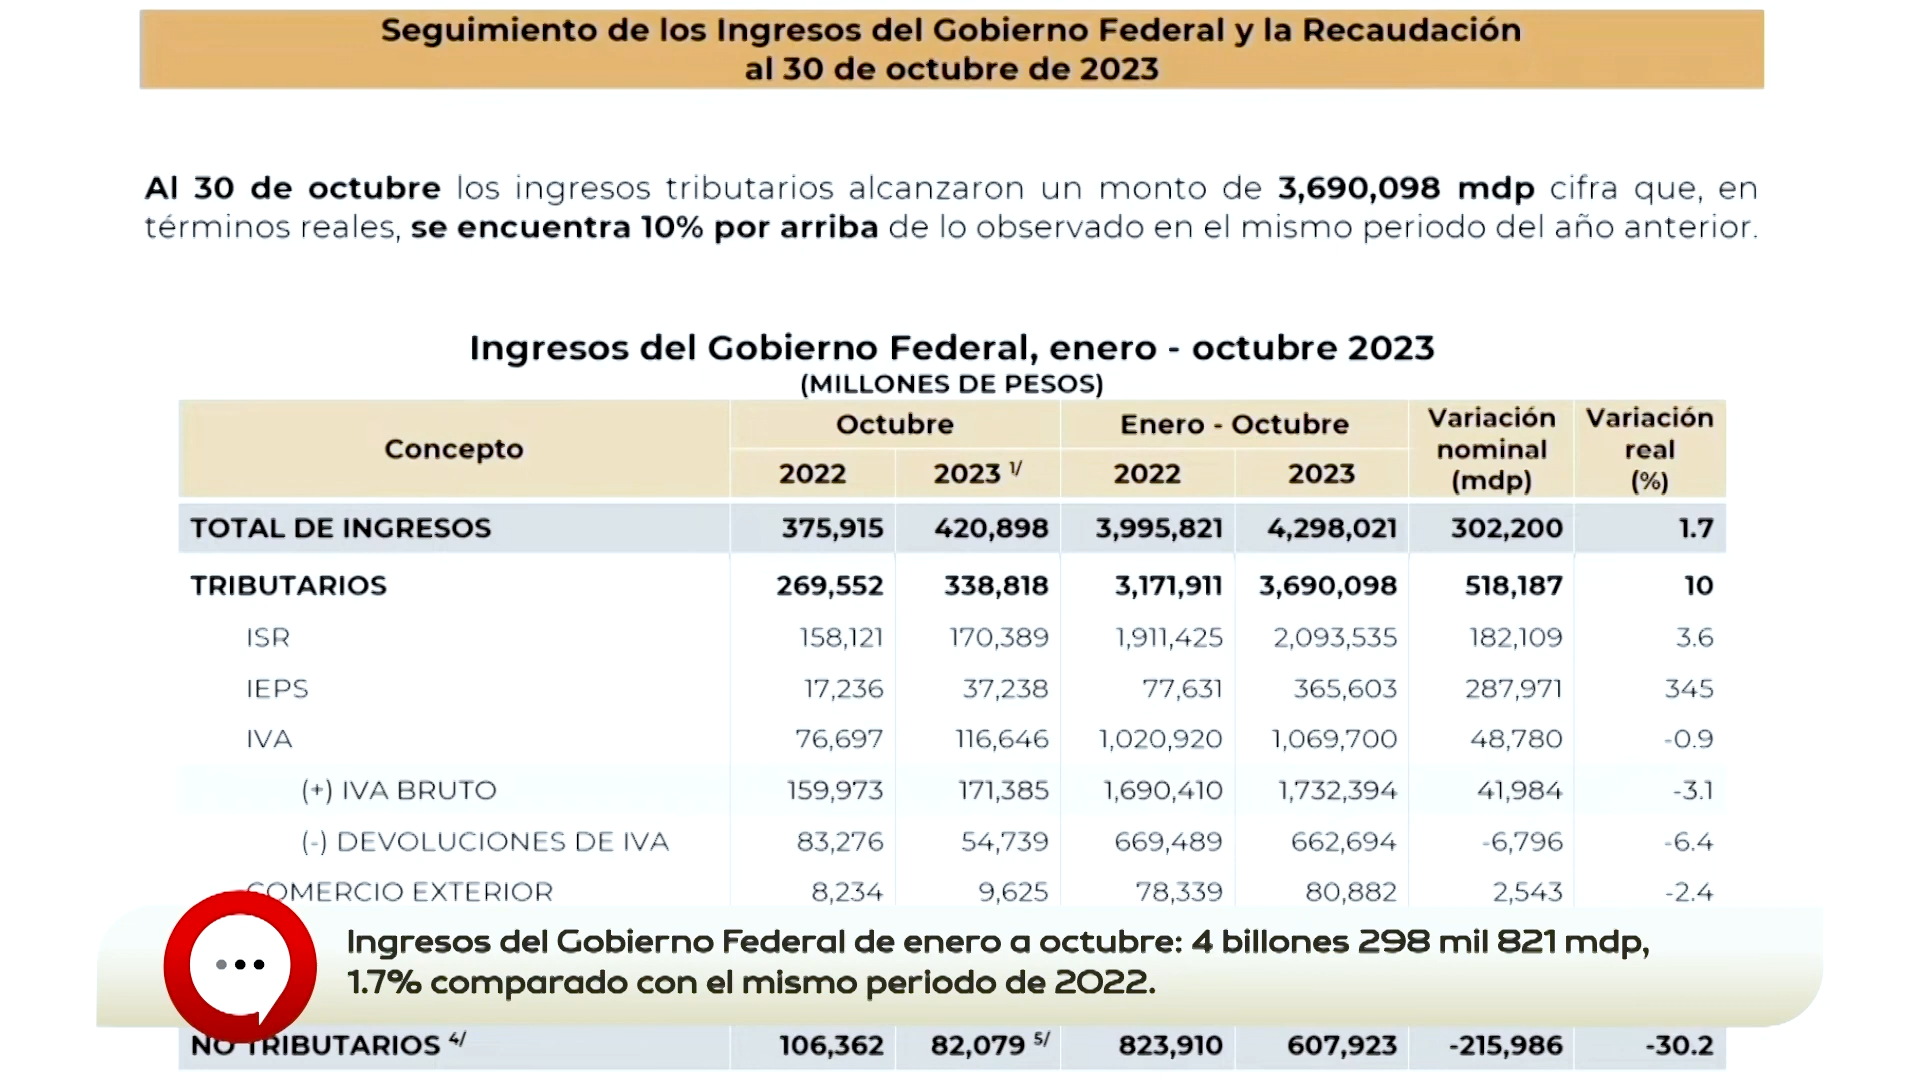 Seguimiento de los Ingresos del Gobierno Federal y la Recaudación
al 30 de octubre de 2023
Al 30 de octubre los ingresos tributarios alcanzaron un monto de 3,690,098 mdp cifra que, en
términos reales, se encuentra 10% por arriba de lo observado en el mismo periodo del año anterior.
Ingresos del Gobierno Federal, enero - octubre 2023
(MILLONES DE PESOS)
Concepto Octubre Enero - Octubre Variación nominal (mdp) Variación real (%)
2022 2023 1/ 2022 2023
TOTAL DE INGRESOS 375,915 420,898 3,995,821 4,298,021 302,200 1.7
TRIBUTARIOS 269,552 338,818 3,171,911 3,690,098 518,187 10
ISR 158,121 170,389 1,911,425 2,093,535 182,109 3.6
IEPS 17,236 37,238 77,631 365,603 287,971 345
IVA 76,697 116,646 1,020,920 1,069,700 48,780 -0.9
(+) IVA BRUTO 159,973 171,385 1,690,410 1,732,394 41,984 -3.1
(-) DEVOLUCIONES DE IVA 83,276 54,739 669,489 662,694 -6,796 -6.4
COMERCIO EXTERIOR 8,234 9,625 78,339 80,882 2,543 -2.4
Ingresos del Gobierno Federal de enero a octubre: 4 billones 298 mil 821 mdp,
1.7% comparado con el mismo periodo de 2022.
NO TRIBUTARIOS 4/ 106,362 82,079 5/ 823,910 607,923 -215,986 -30.2